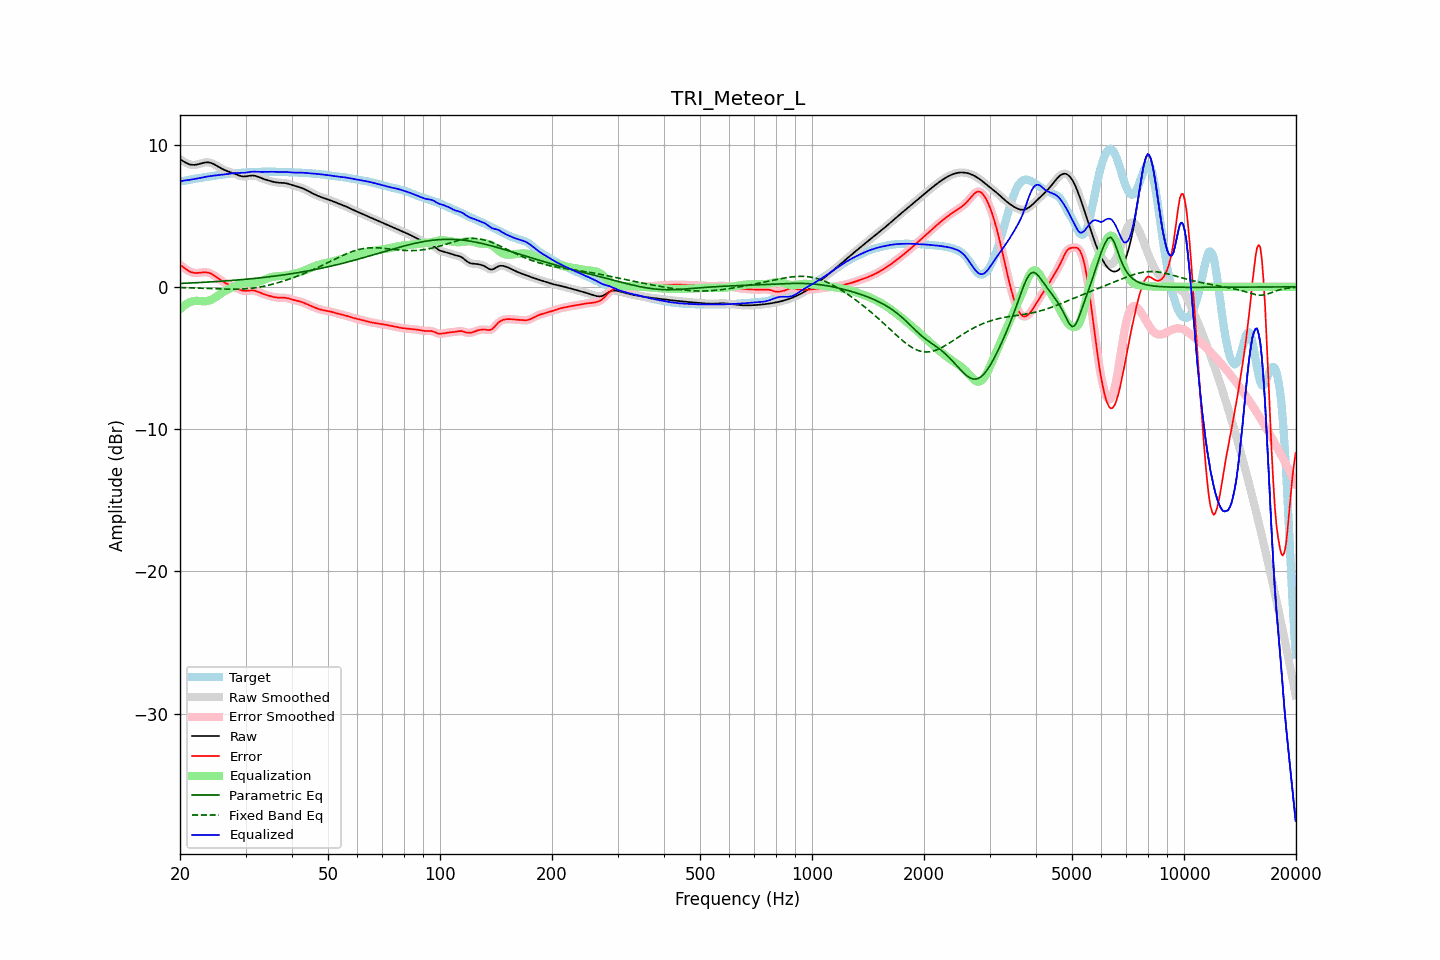 TRI_Meteor_L
10
0
−10
−20
−30
Amplitude (dBr)
Target
Raw Smoothed
Error Smoothed
Raw
Error
Equalization
Parametric Eq
Fixed Band Eq
Equalized
20 50 100 200 500 1000 2000 5000 10000 20000
Frequency (Hz)